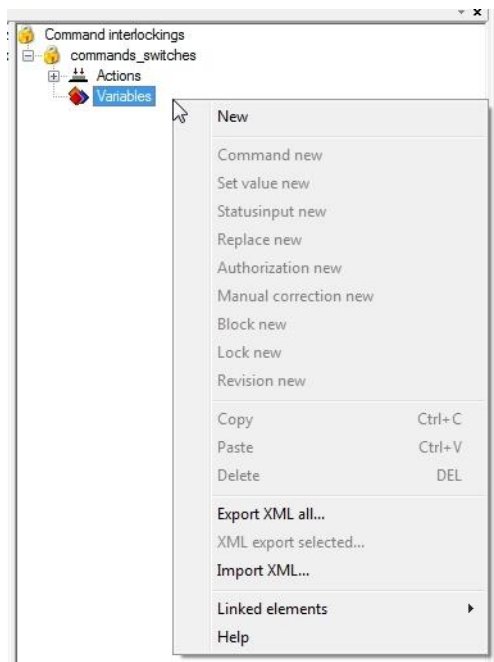 Command interlockings
commands_switches
Actions
Variables
New
Command new
Set value new
Statusinput new
Replace new
Authorization new
Manual correction new
Block new
Lock new
Revision new
Copy Ctrl+C
Paste Ctrl+V
Delete DEL
Export XML all...
XML export selected...
Import XML...
Linked elements
Help